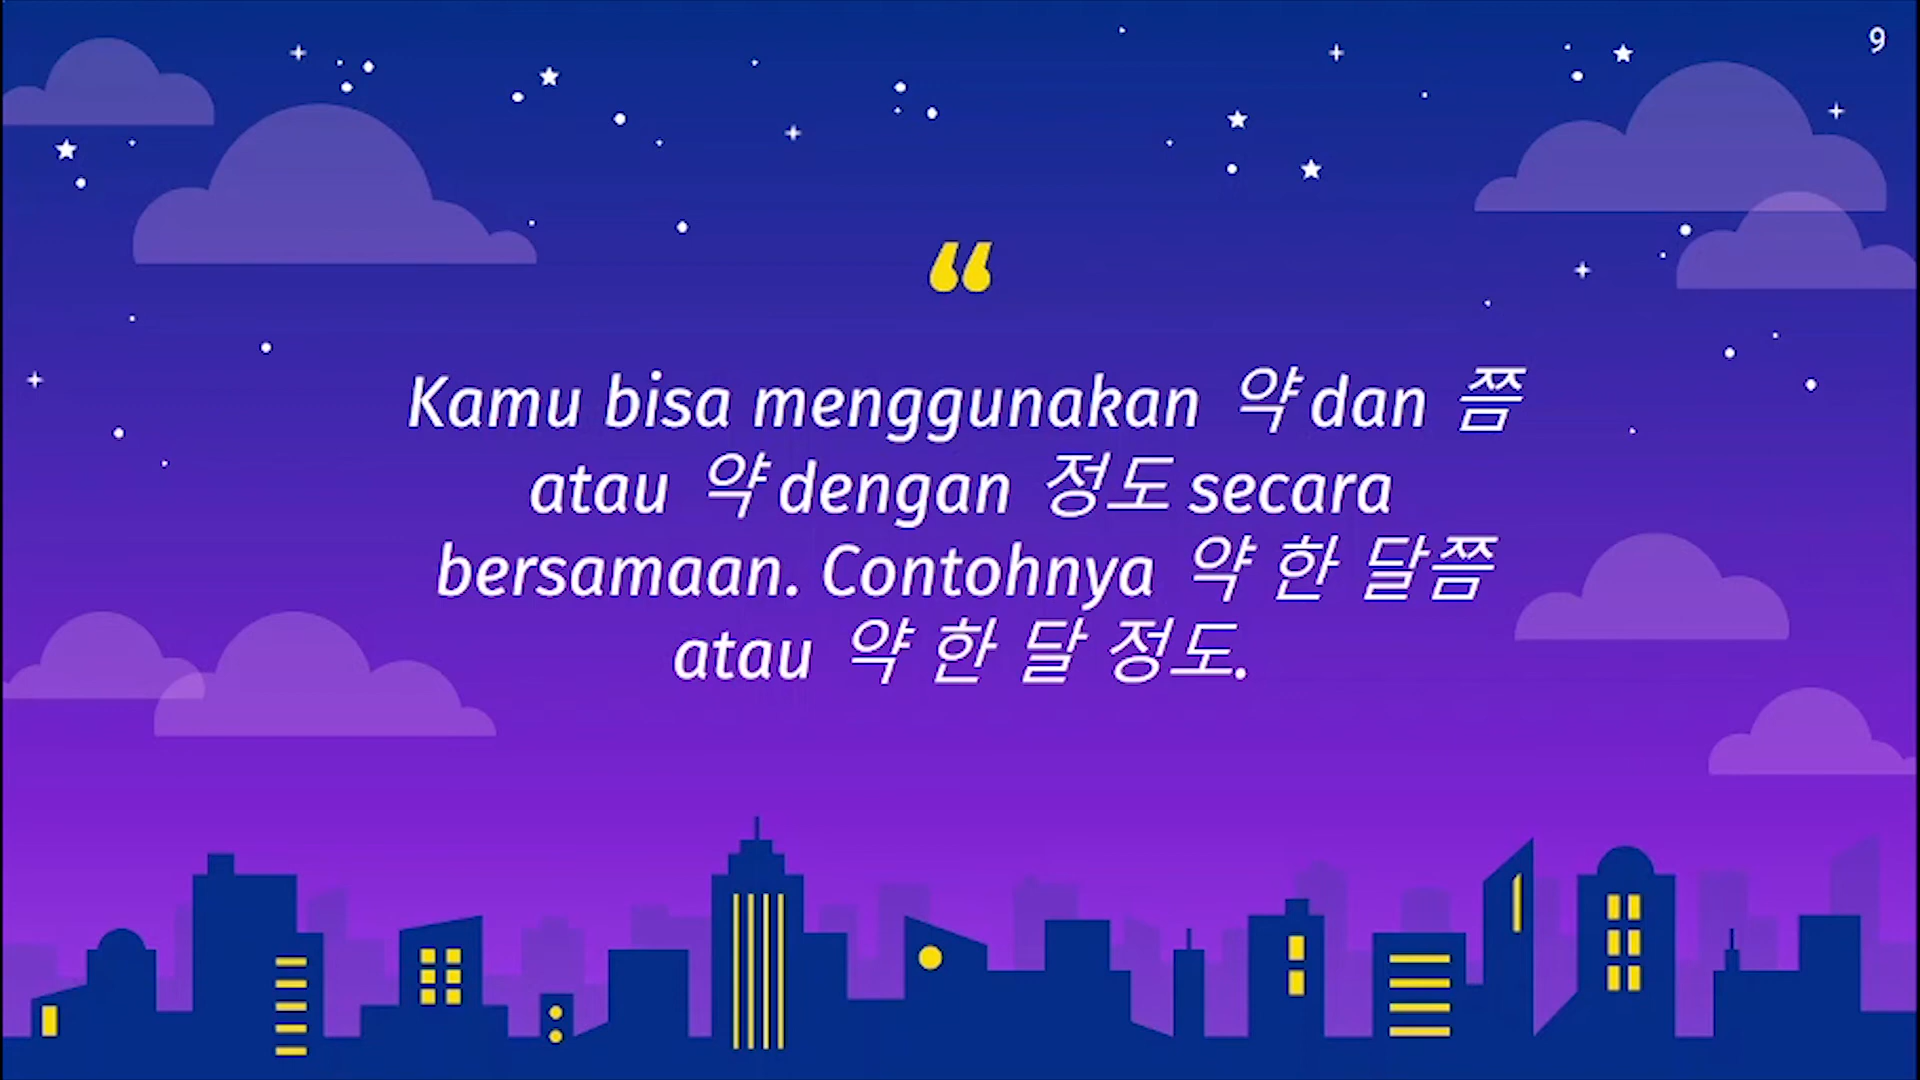 9
“
Kamu bisa menggunakan 약 dan 쯤
atau 약 dengan 정도 secara
bersamaan. Contohnya 약 한 달쯤
atau 약 한 달 정도.